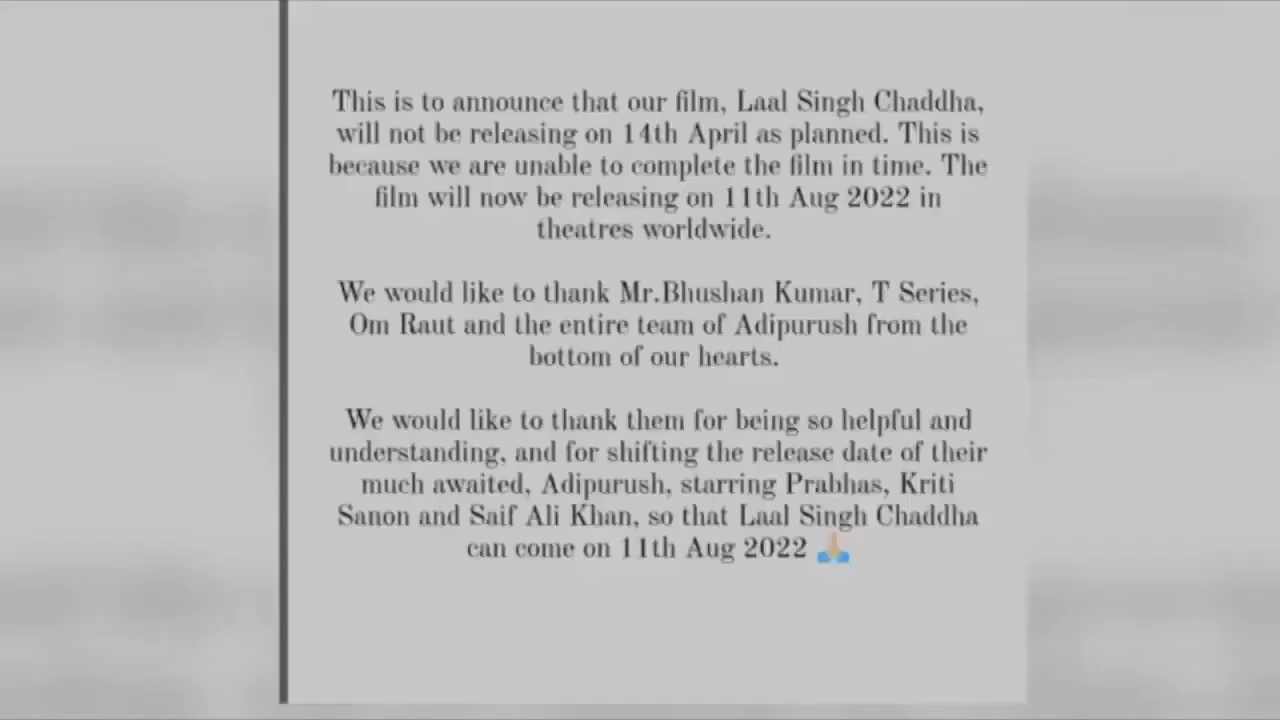 This is to announce that our film, Laal Singh Chaddha,
will not be releasing on 14th April as planned. This is
because we are unable to complete the film in time. The
film will now be releasing on 11th Aug 2022 in
theatres worldwide.
We would like to thank Mr.Bhushan Kumar, T Series,
Om Raut and the entire team of Adipurush from the
bottom of our hearts.
We would like to thank them for being so helpful and
understanding, and for shifting the release date of their
much awaited, Adipurush, starring Prabhas, Kriti
Sanon and Saif Ali Khan, so that Laal Singh Chaddha
can come on 11th Aug 2022 🙏